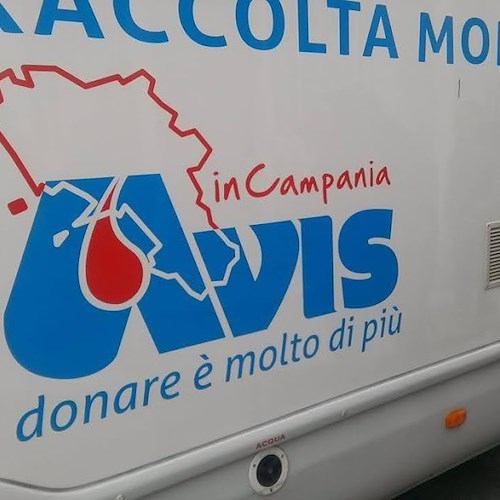 RACCOLTA MO
in Campania
AVIS
donare è molto di più
ACQUA